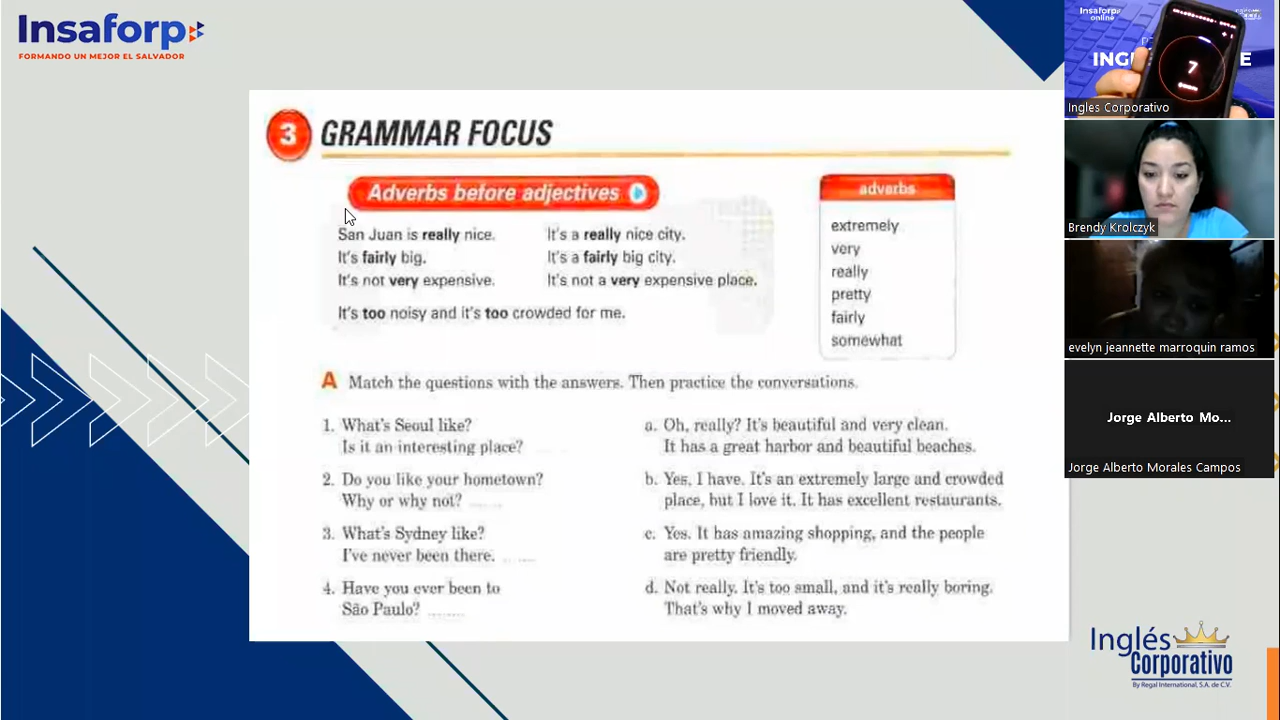 Insaforp
FORMANDO UN MEJOR EL SALVADOR
3 GRAMMAR FOCUS
Adverbs before adjectives
San Juan is really nice.
It's a really nice city.
It's fairly big.
It's a fairly big city.
It's not very expensive.
It's not a very expensive place.
It's too noisy and it's too crowded for me.
adverbs
extremely
very
really
pretty
fairly
somewhat
A Match the questions with the answers. Then practice the conversations.
1. What's Seoul like?
Is it an interesting place?
2. Do you like your hometown?
Why or why not?
3. What's Sydney like?
I've never been there.
4. Have you ever been to
São Paulo?
a. Oh, really? It's beautiful and very clean.
It has a great harbor and beautiful beaches.
b. Yes, I have. It's an extremely large and crowded
place, but I love it. It has excellent restaurants.
c. Yes. It has amazing shopping, and the people
are pretty friendly.
d. Not really. It's too small, and it's really boring.
That's why I moved away.
Insaforp
online
INGL
E
7
Ingles Corporativo
Brendy Krolczyk
evelyn jeannette marroquin ramos
Jorge Alberto Mo...
Jorge Alberto Morales Campos
Inglés
Corporativo
By Regal International, S.A. de C.V.